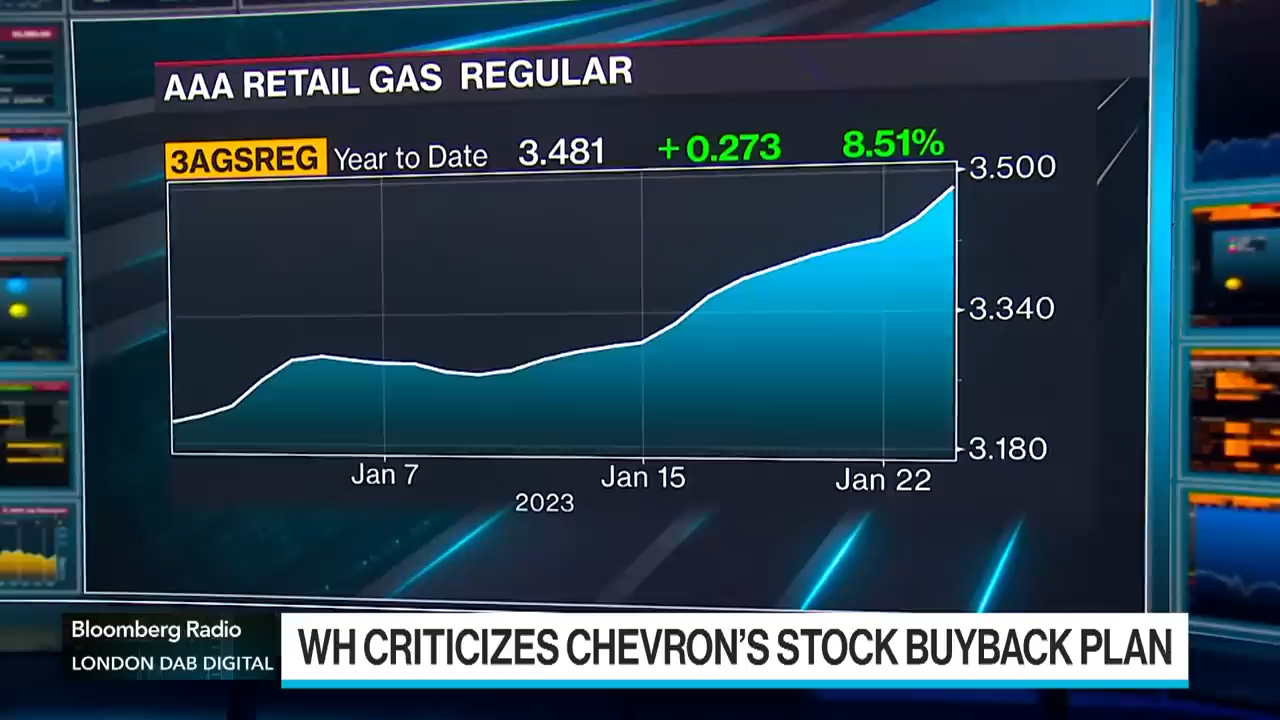 AAA RETAIL GAS REGULAR
3AGSREG Year to Date 3.481 +0.273 8.51%
3.500
3.340
3.180
Jan 7 Jan 15 Jan 22
2023
Bloomberg Radio
LONDON DAB DIGITAL
WH CRITICIZES CHEVRON'S STOCK BUYBACK PLAN